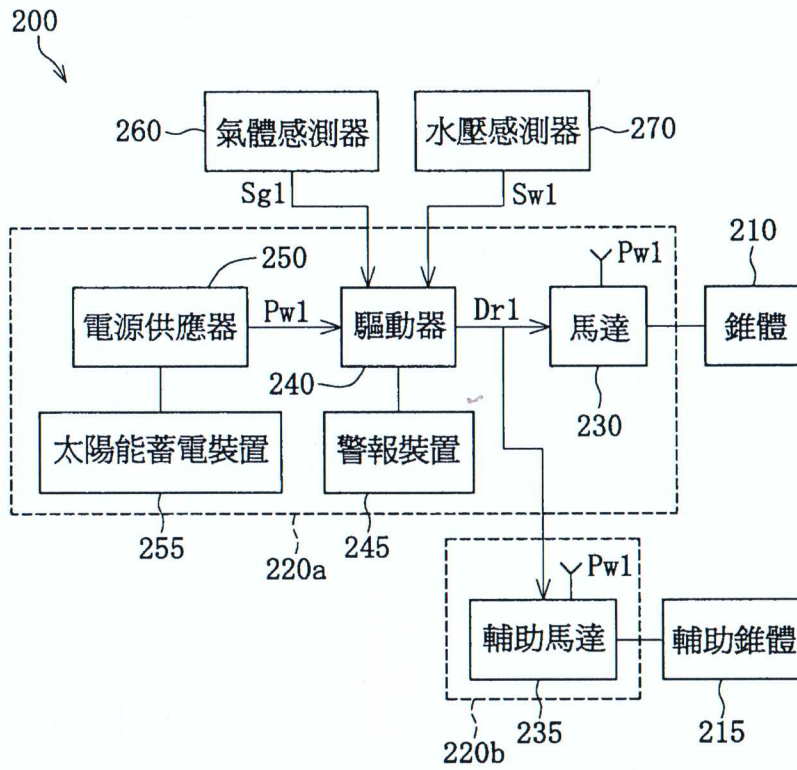 200
260
氣體感測器
水壓感測器
270
Sg1
Sw1
210
250
Pw1
電源供應器
Pw1
驅動器
Dr1
馬達
錐體
240
230
太陽能蓄電裝置
警報裝置
255
220a
245
Pw1
輔助馬達
輔助錐體
220b
235
215